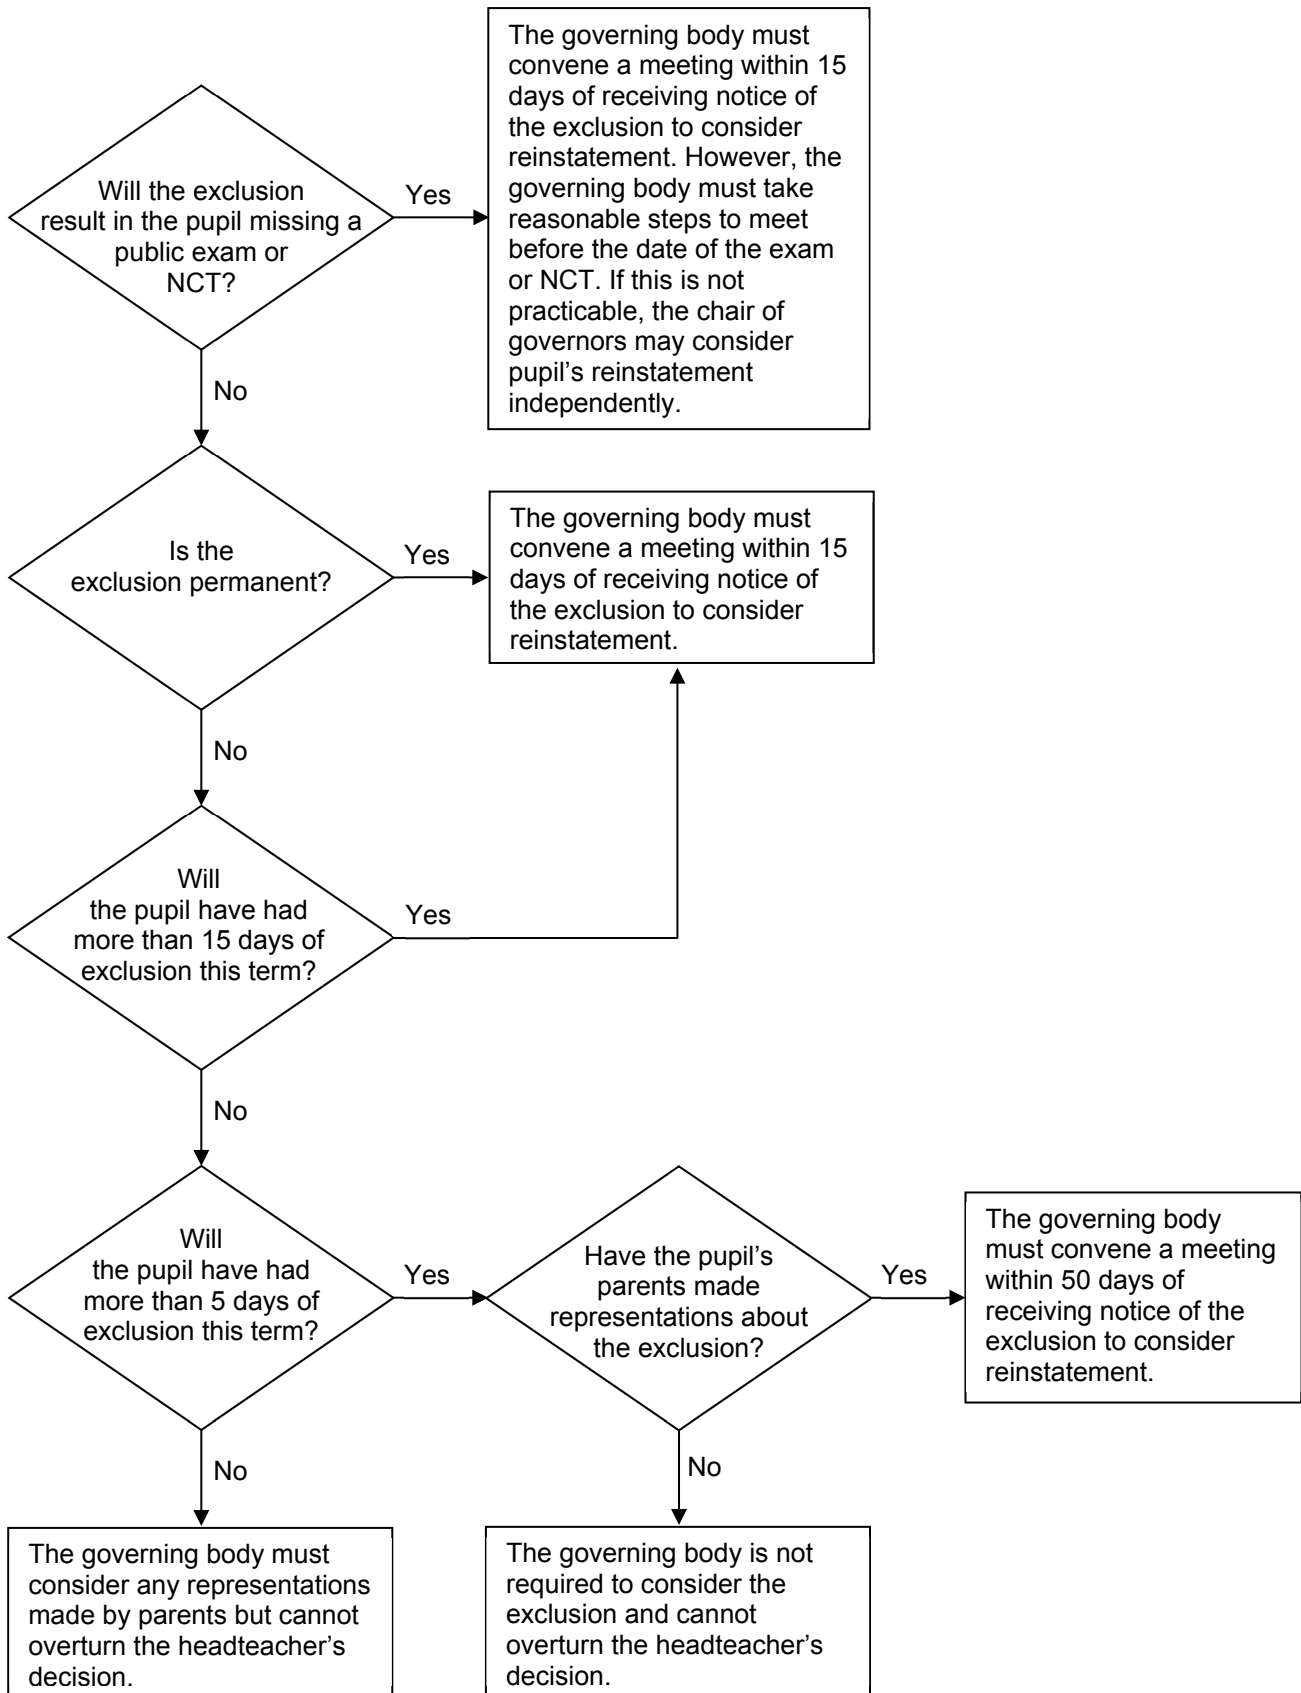 The governing body must
convene a meeting within 15
days of receiving notice of
the exclusion to consider
reinstatement. However, the
governing body must take
reasonable steps to meet
before the date of the exam
or NCT. If this is not
practicable, the chair of
governors may consider
pupil’s reinstatement
independently.
Will the exclusion
result in the pupil missing a
public exam or
NCT?
Yes
No
Is the
exclusion permanent?
Yes
The governing body must
convene a meeting within 15
days of receiving notice of
the exclusion to consider
reinstatement.
No
Will
the pupil have had
more than 15 days of
exclusion this term?
Yes
No
Will
the pupil have had
more than 5 days of
exclusion this term?
Yes
Have the pupil’s
parents made
representations about
the exclusion?
Yes
The governing body
must convene a meeting
within 50 days of
receiving notice of the
exclusion to consider
reinstatement.
No
No
The governing body must
consider any representations
made by parents but cannot
overturn the headteacher’s
decision.
The governing body is not
required to consider the
exclusion and cannot
overturn the headteacher’s
decision.